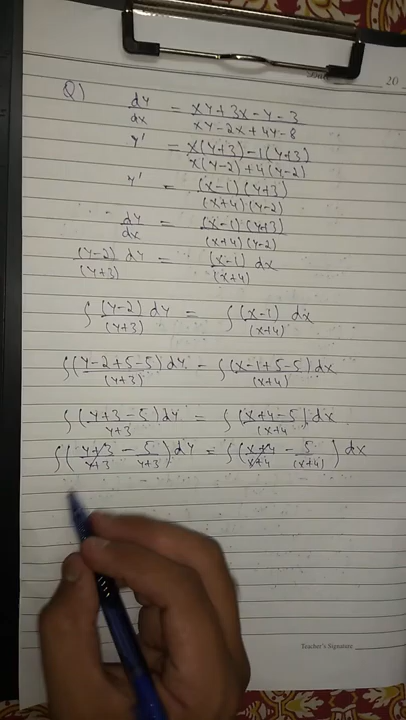 20
Q) dy/dx = xy+3x-y-3 / xy-2x+4y-8
y' = x(y+3)-1(y+3) / x(y-2)+4(y-2)
y' = (x-1)(y+3) / (x+4)(y-2)
dy/dx = (x-1)(y+3) / (x+4)(y-2)
(y-2)/(y+3) dy = (x-1)/(x+4) dx
∫ (y-2)/(y+3) dy = ∫ (x-1)/(x+4) dx
∫ (y-2+5-5)/(y+3) dy - ∫ (x-1+5-5)/(x+4) dx
∫ (y+3-5)/y+3 dy = ∫ (x+4-5)/(x+4 dx
∫ (y+3/y+3 - 5/y+3) dy = ∫ (x+4/x+4 - 5/(x+4)) dx
Teacher's Signature